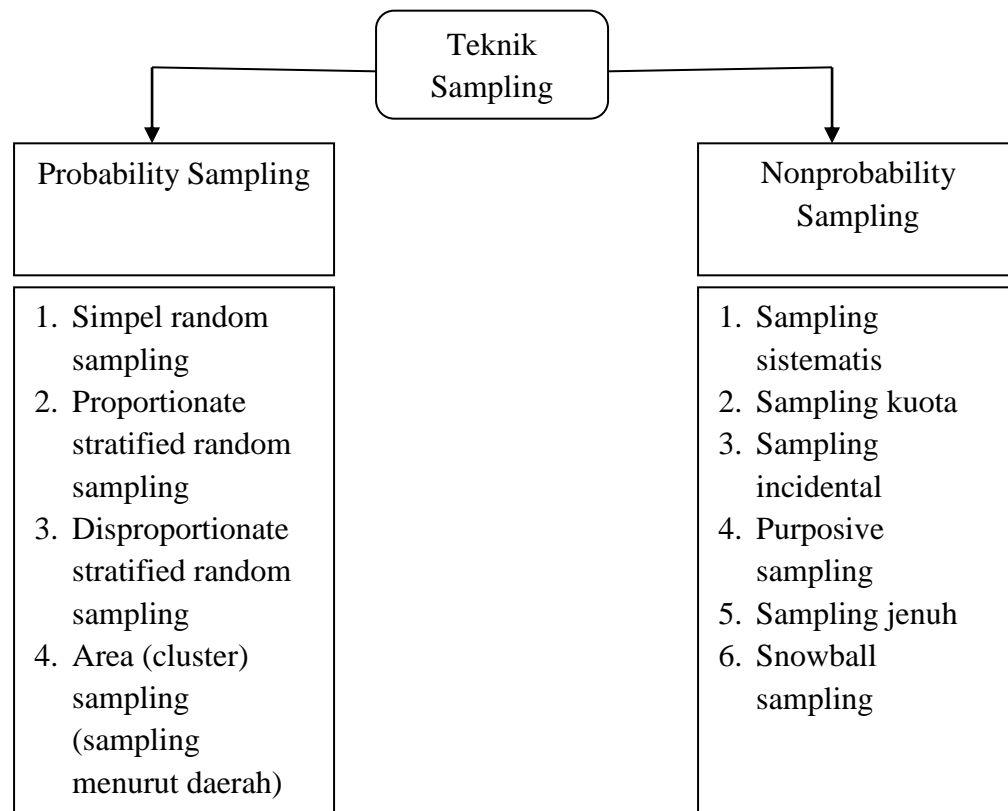 Teknik
Sampling
Probability Sampling
Nonprobability
Sampling
1. Simpel random
sampling
2. Proportionate
stratified random
sampling
3. Disproportionate
stratified random
sampling
4. Area (cluster)
sampling
(sampling
menurut daerah)
1. Sampling
sistematis
2. Sampling kuota
3. Sampling
incidental
4. Purposive
sampling
5. Sampling jenuh
6. Snowball
sampling